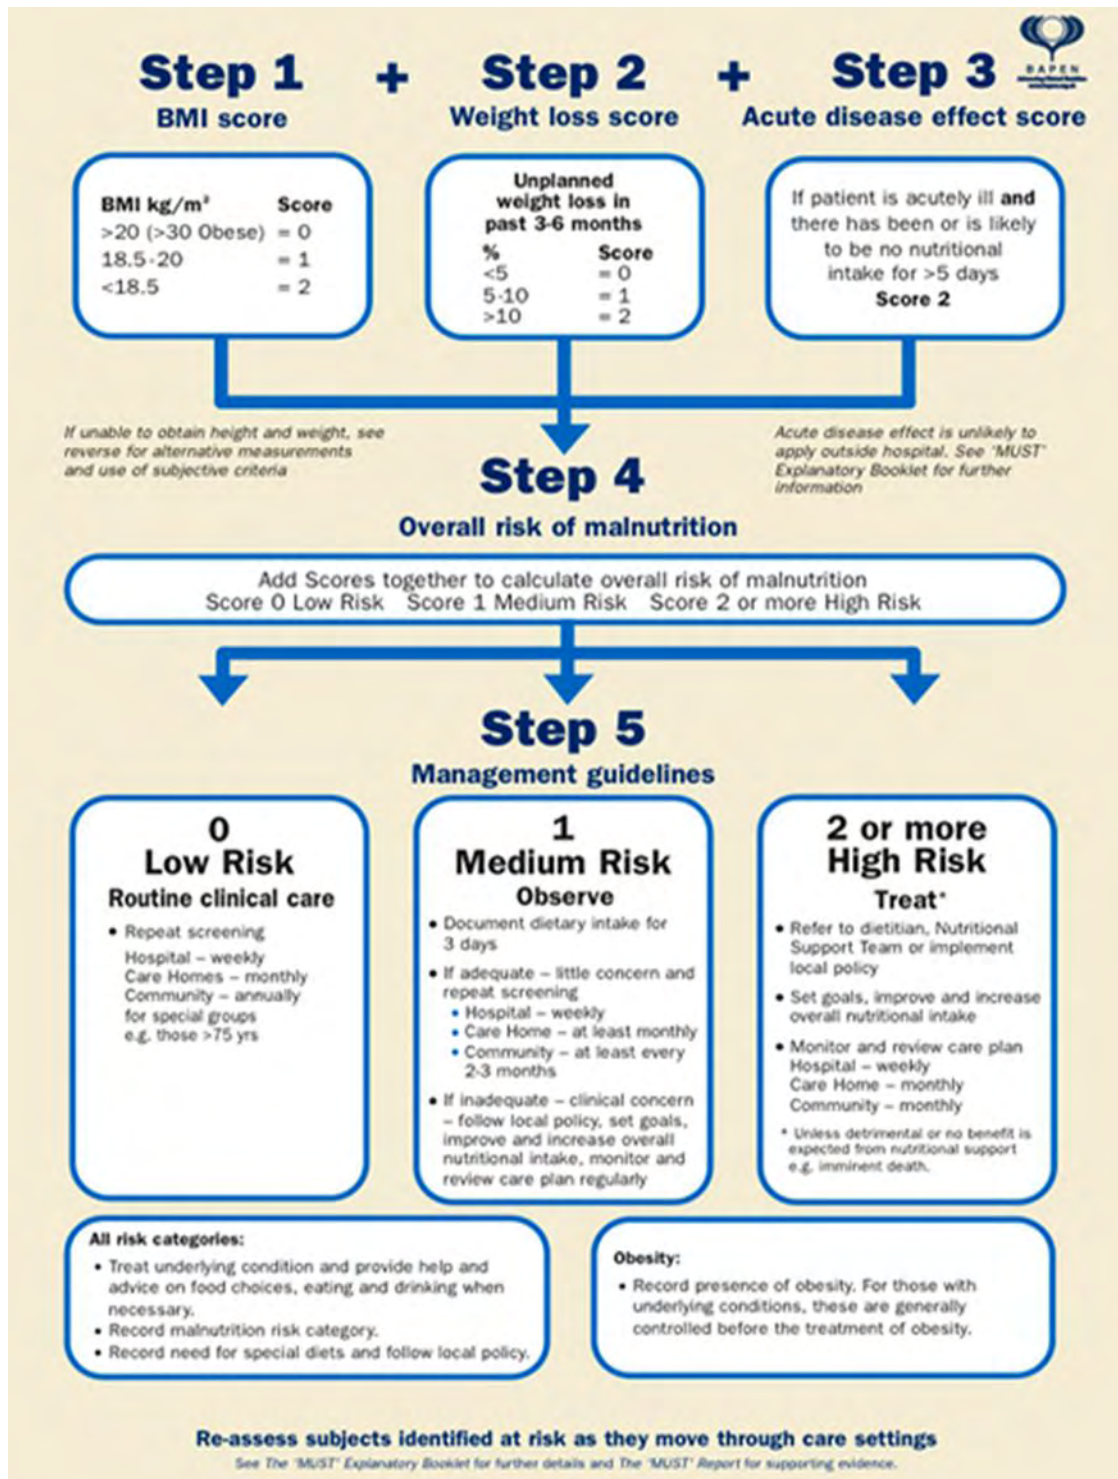 Step 1 + Step 2 + Step 3
BAPEN
BMI score
Weight loss score
Acute disease effect score
BMI kg/m² Score
>20 (>30 Obese) = 0
18.5-20 = 1
<18.5 = 2
Unplanned
weight loss in
past 3-6 months
% Score
<5 = 0
5-10 = 1
>10 = 2
If patient is acutely ill and
there has been or is likely
to be no nutritional
intake for >5 days
Score 2
If unable to obtain height and weight, see
reverse for alternative measurements
and use of subjective criteria
Acute disease effect is unlikely to
apply outside hospital. See 'MUST'
Explanatory Booklet for further
information
Step 4
Overall risk of malnutrition
Add Scores together to calculate overall risk of malnutrition
Score 0 Low Risk Score 1 Medium Risk Score 2 or more High Risk
Step 5
Management guidelines
0
Low Risk
Routine clinical care
• Repeat screening
Hospital – weekly
Care Homes – monthly
Community – annually
for special groups
e.g. those >75 yrs
1
Medium Risk
Observe
• Document dietary intake for
3 days
• If adequate – little concern and
repeat screening
• Hospital – weekly
• Care Home – at least monthly
• Community – at least every
2-3 months
• If inadequate – clinical concern
– follow local policy, set goals,
improve and increase overall
nutritional intake, monitor and
review care plan regularly
2 or more
High Risk
Treat*
• Refer to dietitian, Nutritional
Support Team or implement
local policy
• Set goals, improve and increase
overall nutritional intake
• Monitor and review care plan
Hospital – weekly
Care Home – monthly
Community – monthly
* Unless detrimental or no benefit is
expected from nutritional support
e.g. imminent death.
All risk categories:
• Treat underlying condition and provide help and
advice on food choices, eating and drinking when
necessary.
• Record malnutrition risk category.
• Record need for special diets and follow local policy.
Obesity:
• Record presence of obesity. For those with
underlying conditions, these are generally
controlled before the treatment of obesity.
Re-assess subjects identified at risk as they move through care settings
See The 'MUST' Explanatory Booklet for further details and The 'MUST' Report for supporting evidence.